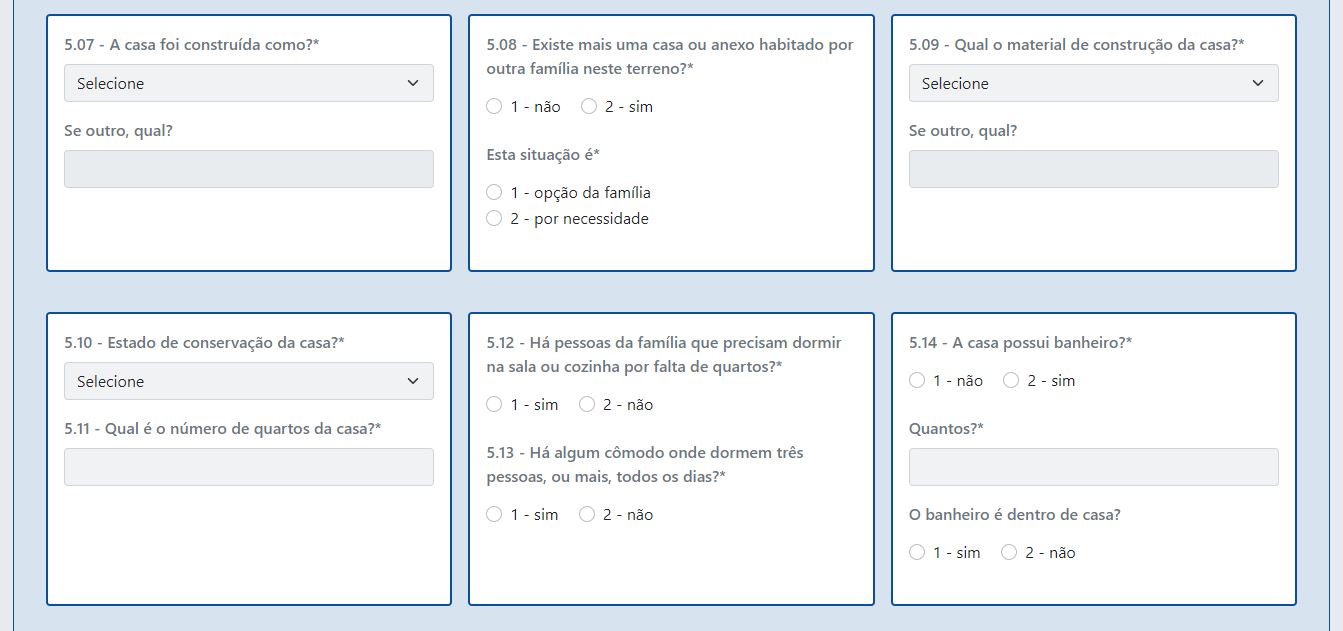 5.07 - A casa foi construída como?*
Selecione
Se outro, qual?
5.08 - Existe mais uma casa ou anexo habitado por
outra família neste terreno?*
1 - não 2 - sim
Esta situação é*
1 - opção da família
2 - por necessidade
5.09 - Qual o material de construção da casa?*
Selecione
Se outro, qual?
5.10 - Estado de conservação da casa?*
Selecione
5.11 - Qual é o número de quartos da casa?*
5.12 - Há pessoas da família que precisam dormir
na sala ou cozinha por falta de quartos?*
1 - sim 2 - não
5.13 - Há algum cômodo onde dormem três
pessoas, ou mais, todos os dias?*
1 - sim 2 - não
5.14 - A casa possui banheiro?*
1 - não 2 - sim
Quantos?*
O banheiro é dentro de casa?
1 - sim 2 - não